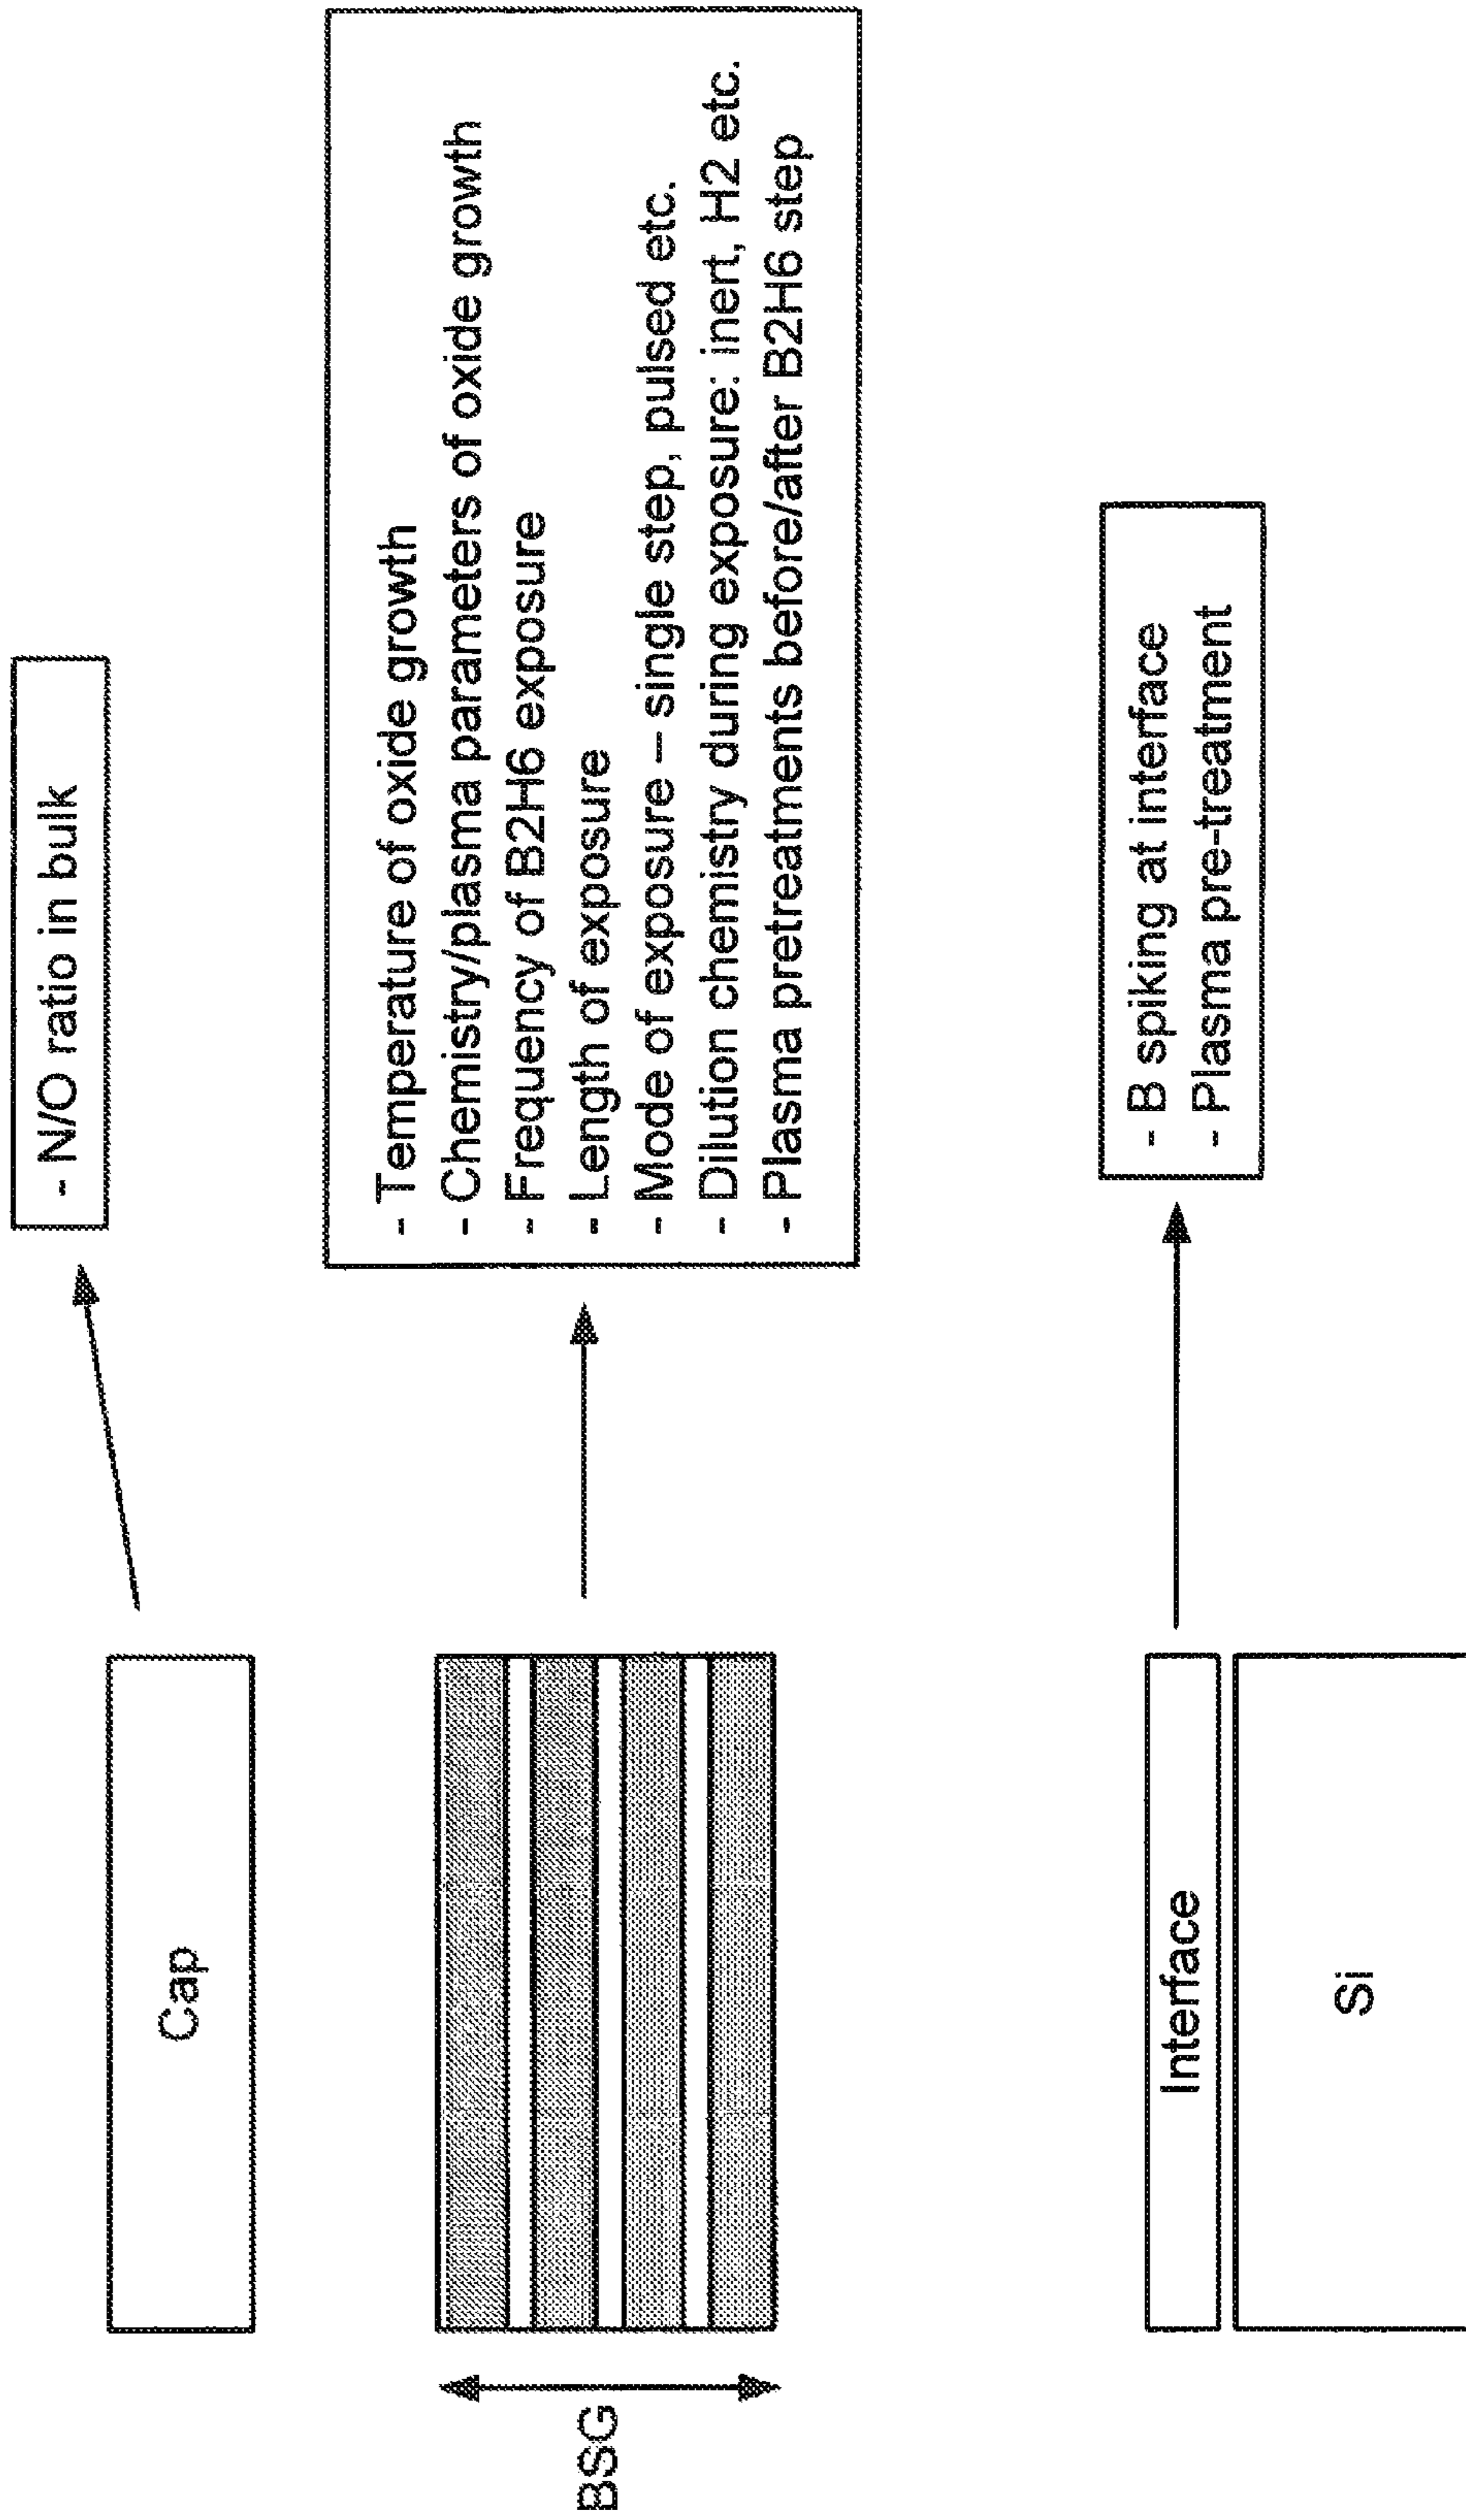 Cap
- N/O ratio in bulk
BSG
- Temperature of oxide growth
- Chemistry/plasma parameters of oxide growth
- Frequency of B2H6 exposure
- Length of exposure
- Mode of exposure – single step, pulsed etc.
- Dilution chemistry during exposure: inert, H2 etc.
- Plasma pretreatments before/after B2H6 step
Interface
- B spiking at interface
- Plasma pre-treatment
Si